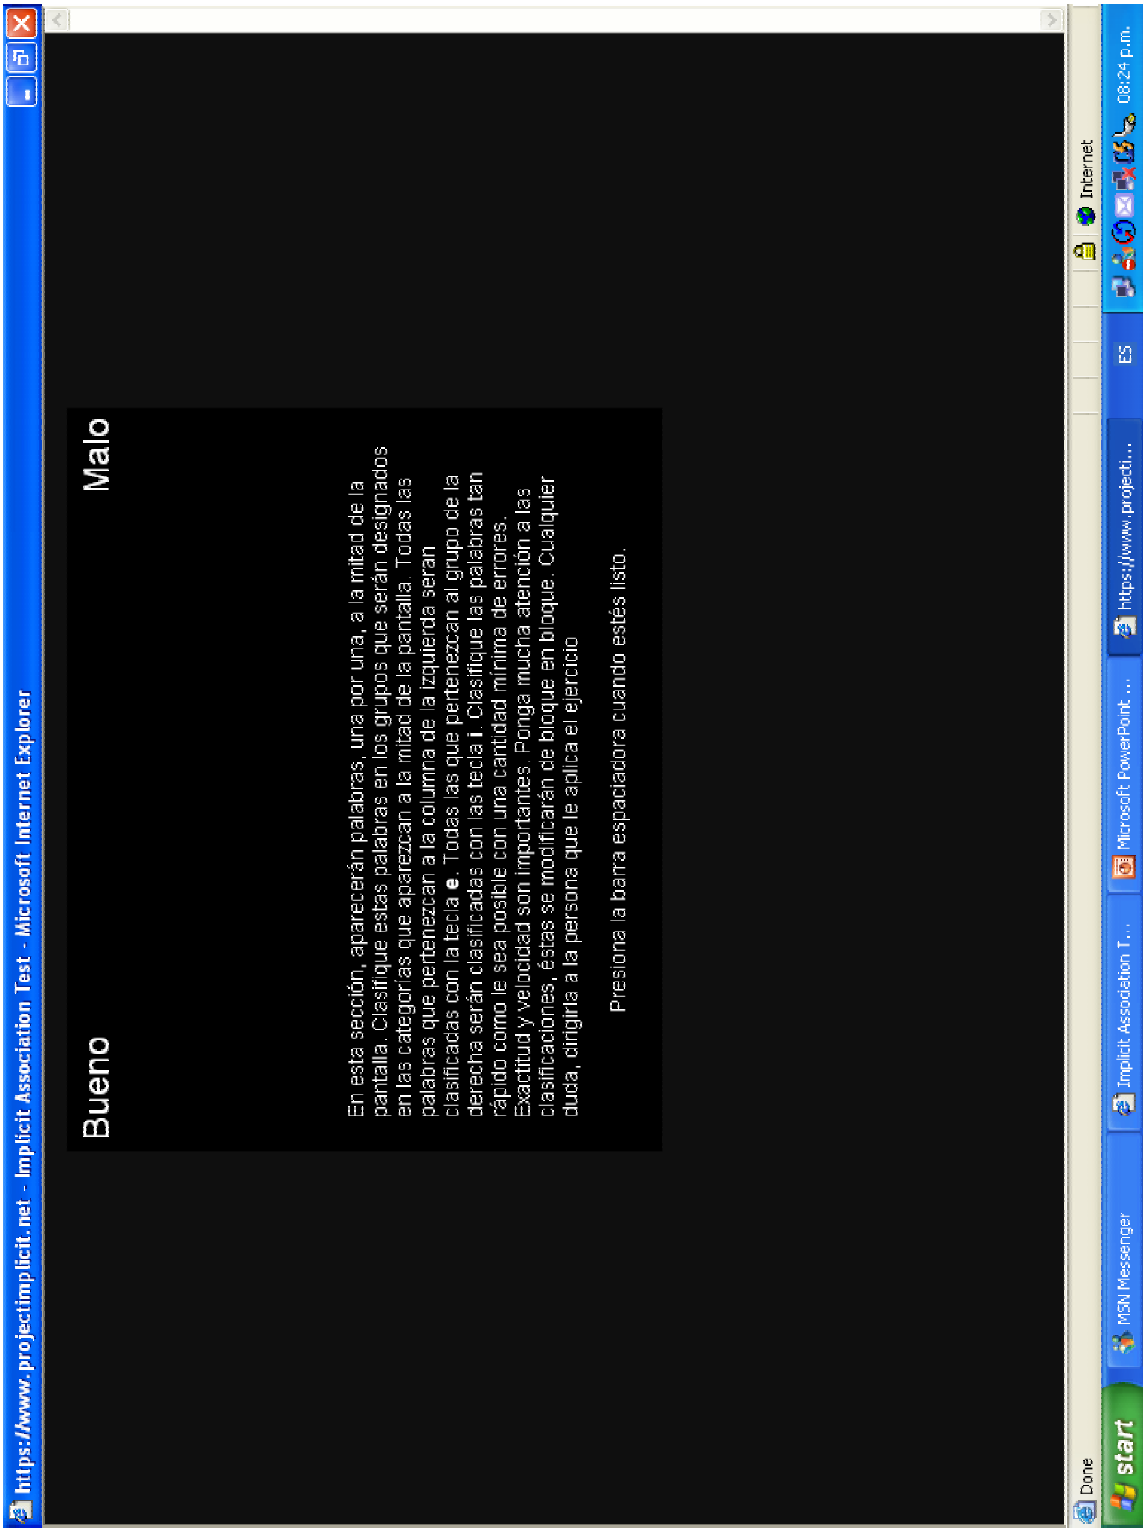 https://www.projectimplicit.net - Implicit Association Test - Microsoft Internet Explorer
Bueno
Malo
En esta sección, aparecerán palabras, una por una, a la mitad de la
pantalla. Clasifique estas palabras en los grupos que serán designados
en las categorías que aparezcan a la mitad de la pantalla. Todas las
palabras que pertenezcan a la columna de la izquierda seran
clasificadas con la tecla e. Todas las que pertenezcan al grupo de la
derecha serán clasificadas con las tecla i. Clasifique las palabras tan
rápido como le sea posible con una cantidad mínima de errores.
Exactitud y velocidad son importantes. Ponga mucha atención a las
clasificaciones, éstas se modificarán de bloque en bloque. Cualquier
duda, dirigirla a la persona que le aplica el ejercicio
Presiona la barra espaciadora cuando estés listo.
Done
Internet
start
MSN Messenger
Implicit Association T...
Microsoft PowerPoint ...
https://www.projecti...
ES
08:24 p.m.